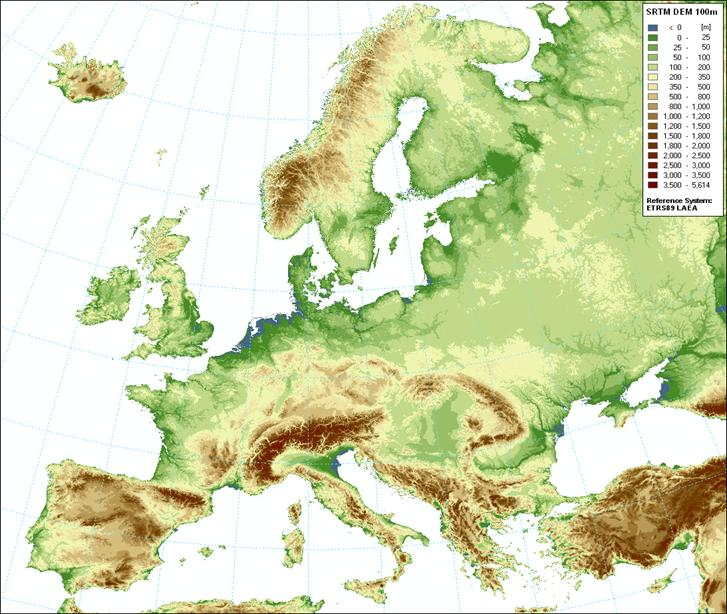 SRTM DEM 100m
< 0 [m]
0 - 25
25 - 50
50 - 100
100 - 200
200 - 350
350 - 500
500 - 800
800 - 1,000
1,000 - 1,200
1,200 - 1,500
1,500 - 1,800
1,800 - 2,000
2,000 - 2,500
2,500 - 3,000
3,000 - 3,500
3,500 - 5,614
Reference System:
ETRS89 LAEA